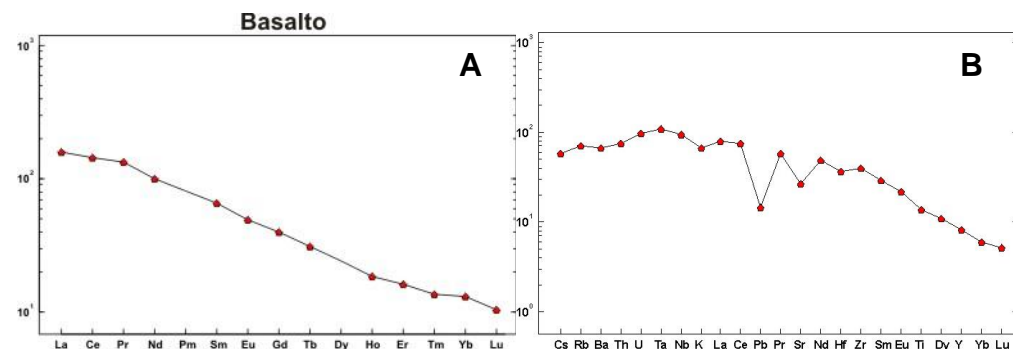 Basalto
A
10³
10²
10¹
La Ce Pr Nd Pm Sm Eu Gd Tb Dy Ho Er Tm Yb Lu
B
10³
10²
10¹
10⁰
Cs Rb Ba Th U Ta Nb K La Ce Pb Pr Sr Nd Hf Zr Sm Eu Ti Dy Y Yb Lu